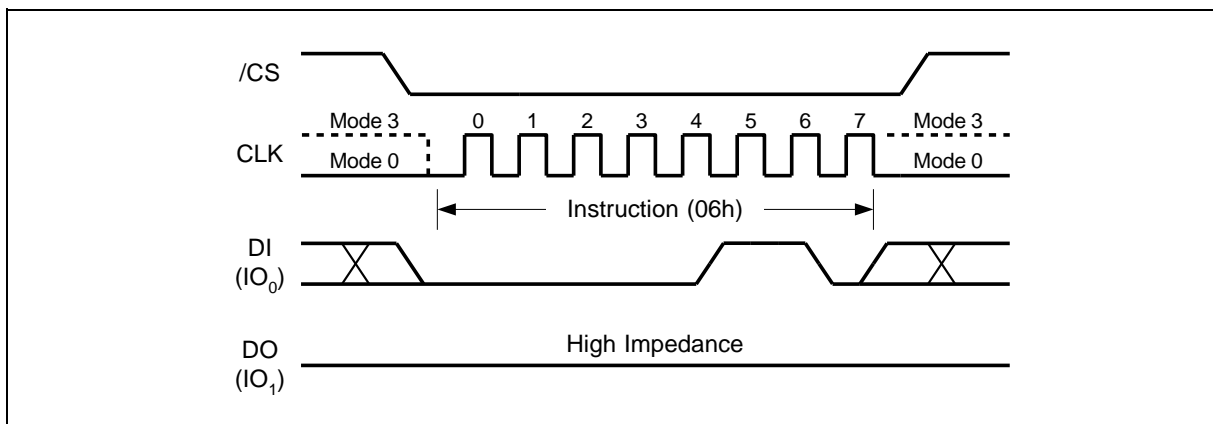 /CS
Mode 3 0 1 2 3 4 5 6 7 Mode 3
CLK
Mode 0 Mode 0
Instruction (06h)
DI
(IO₀)
High Impedance
DO
(IO₁)